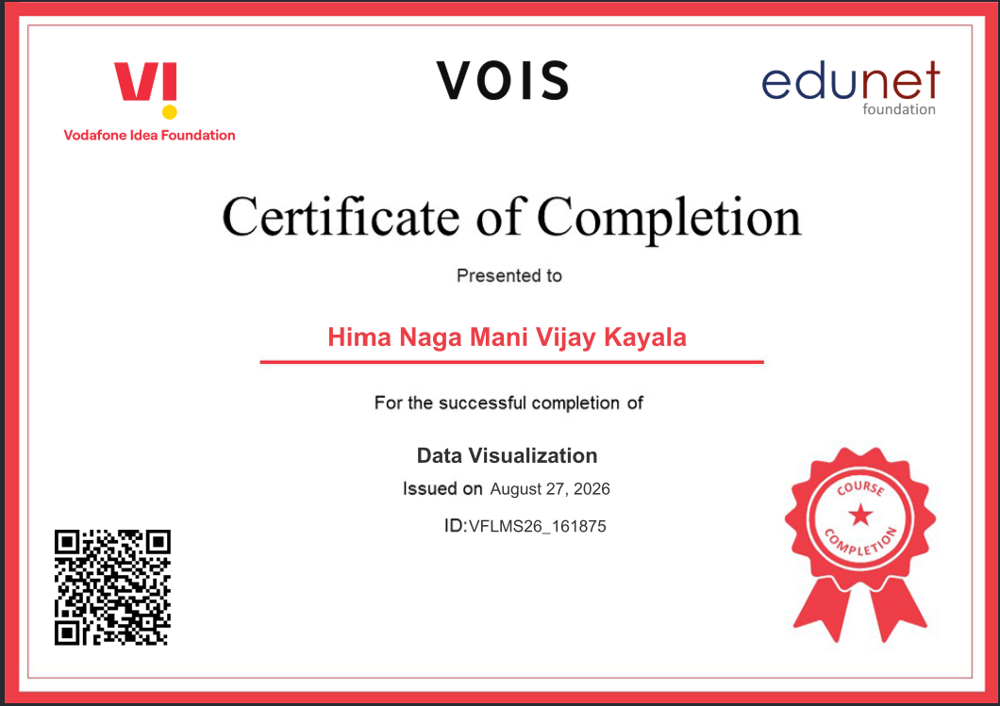 VI
Vodafone Idea Foundation
VOIS
edunet
foundation
Certificate of Completion
Presented to
Hima Naga Mani Vijay Kayala
For the successful completion of
Data Visualization
Issued on August 27, 2026
ID:VFLMS26_161875
COURSE
COMPLETION